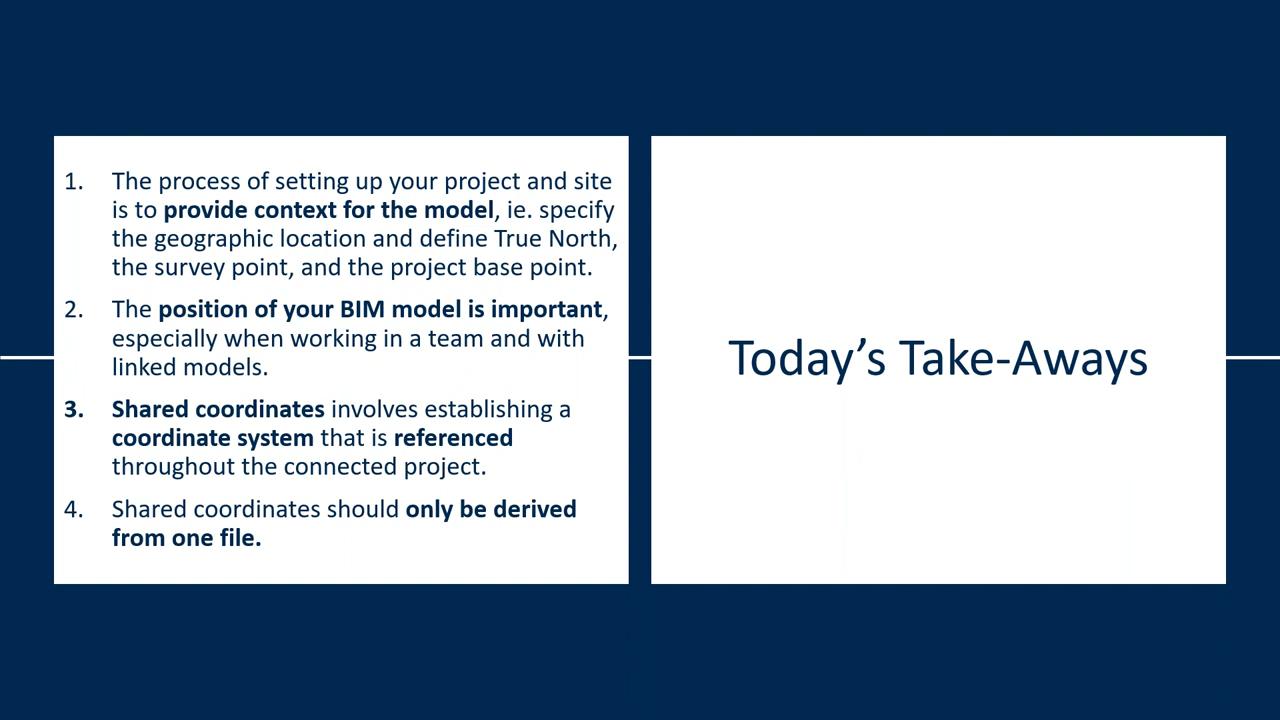 1. The process of setting up your project and site
is to provide context for the model, ie. specify
the geographic location and define True North,
the survey point, and the project base point.
2. The position of your BIM model is important,
especially when working in a team and with
linked models.
3. Shared coordinates involves establishing a
coordinate system that is referenced
throughout the connected project.
4. Shared coordinates should only be derived
from one file.
Today’s Take-Aways